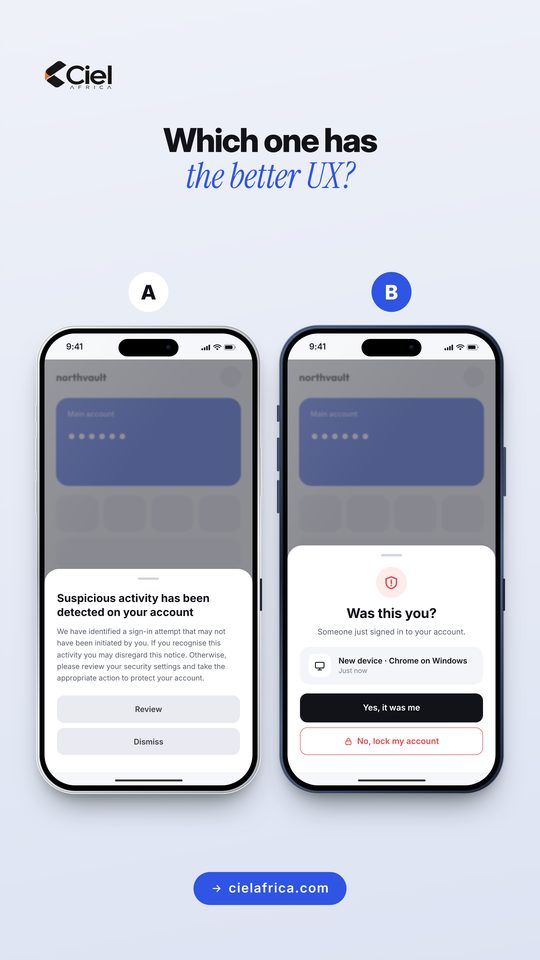 Ciel
AFRICA
Which one has
the better UX?
A
B
9:41
northvault
Main account
Suspicious activity has been
detected on your account
We have identified a sign-in attempt that may not
have been initiated by you. If you recognise this
activity you may disregard this notice. Otherwise,
please review your security settings and take the
appropriate action to protect your account.
Review
Dismiss
9:41
northvault
Main account
Was this you?
Someone just signed in to your account.
New device · Chrome on Windows
Just now
Yes, it was me
No, lock my account
→ cielafrica.com